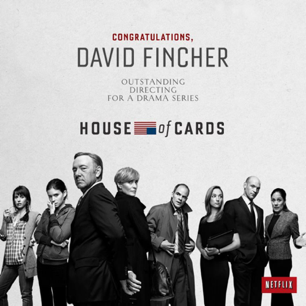 CONGRATULATIONS,
DAVID FINCHER
OUTSTANDING
DIRECTING
FOR A DRAMA SERIES
HOUSE of CARDS
NETFLIX